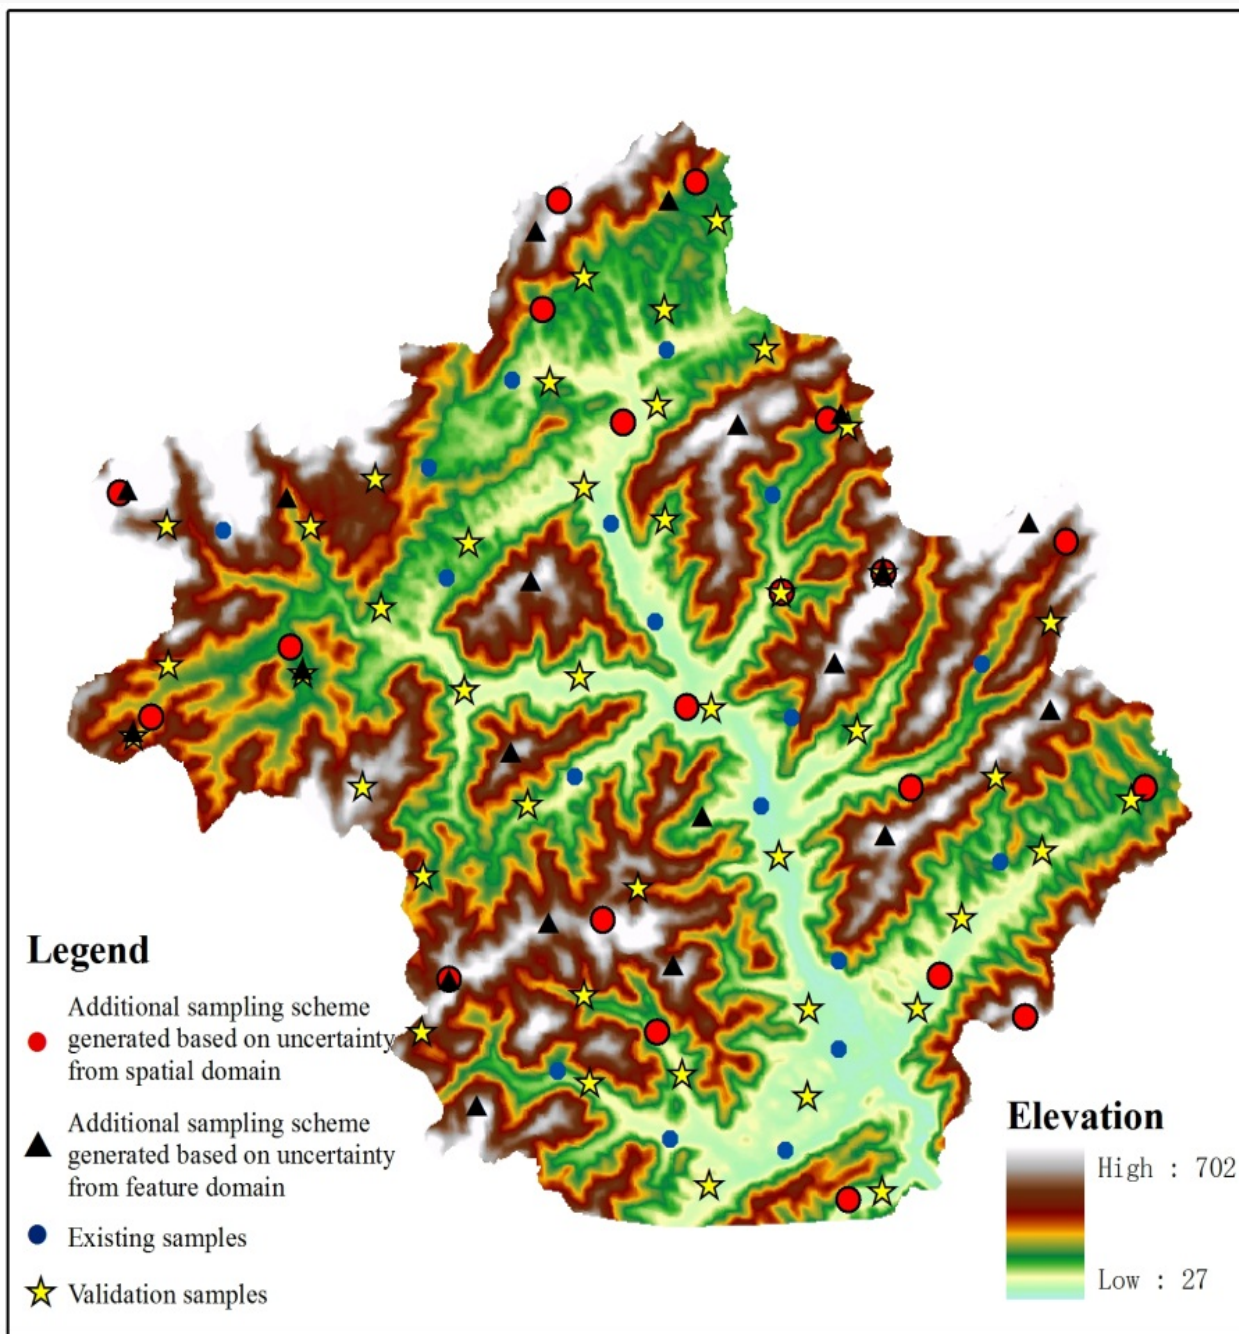 Legend
Additional sampling scheme
generated based on uncertainty
from spatial domain
Additional sampling scheme
generated based on uncertainty
from feature domain
Existing samples
Validation samples
Elevation
High : 702
Low : 27